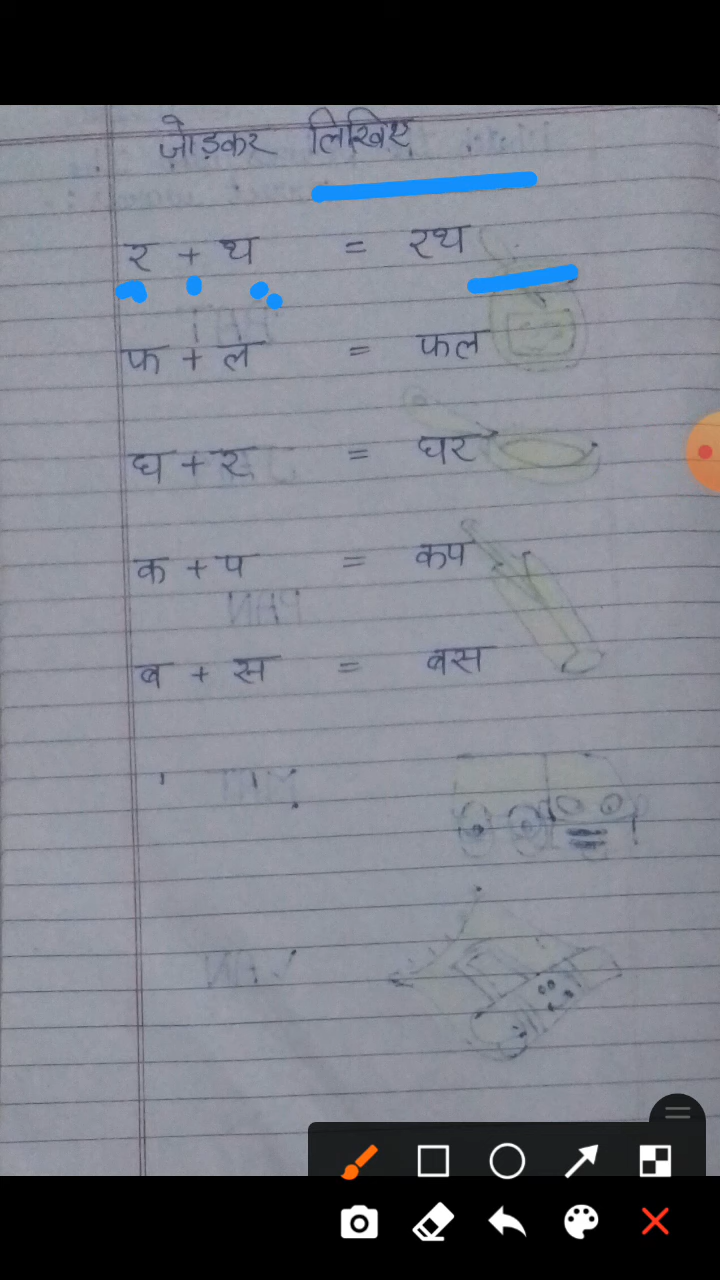 जोड़कर लिखिए
र + थ = रथ
फ + ल = फल
घ + र = घर
क + प = कप
ब + स = बस